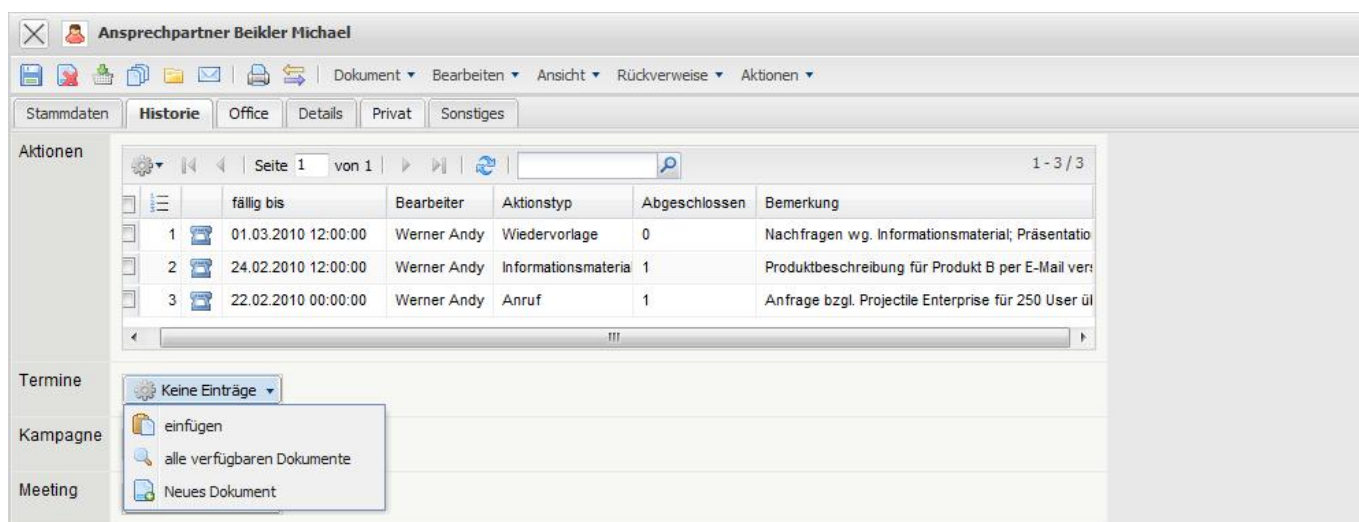 Ansprechpartner Beikler Michael
Dokument Bearbeiten Ansicht Rückverweise Aktionen
Stammdaten Historie Office Details Privat Sonstiges
Aktionen
Seite 1 von 1 1 - 3 / 3
fällig bis Bearbeiter Aktionstyp Abgeschlossen Bemerkung
1 01.03.2010 12:00:00 Werner Andy Wiedervorlage 0 Nachfragen wg. Informationsmaterial; Präsentatio
2 24.02.2010 12:00:00 Werner Andy Informationsmaterial 1 Produktbeschreibung für Produkt B per E-Mail vers
3 22.02.2010 00:00:00 Werner Andy Anruf 1 Anfrage bzgl. Projectile Enterprise für 250 User ül
Termine Keine Einträge
einfügen
Kampagne
alle verfügbaren Dokumente
Meeting Neues Dokument